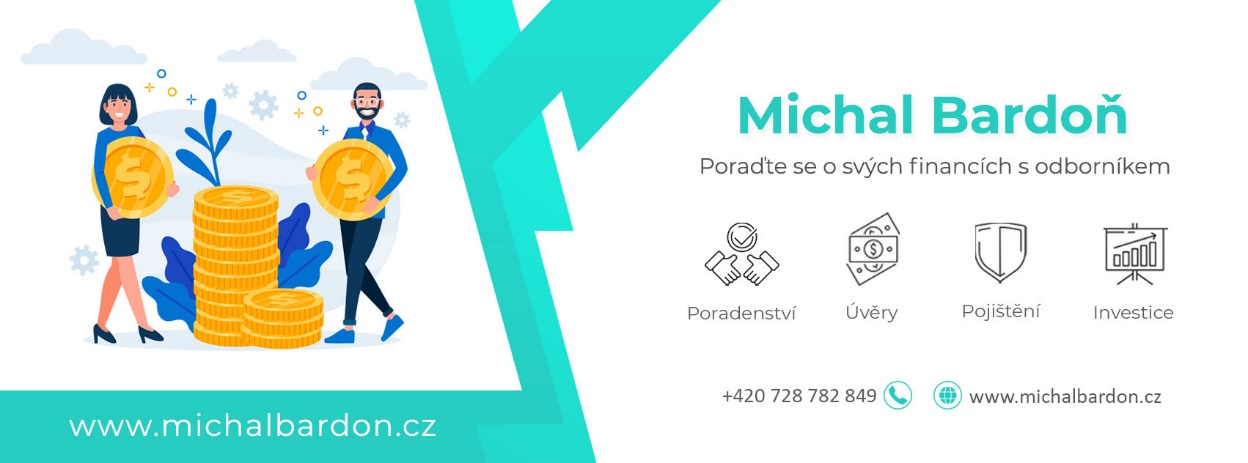 Michal Bardoň
Poraďte se o svých financích s odborníkem
Poradenství Úvěry Pojištění Investice
+420 728 782 849 www.michalbardon.cz
www.michalbardon.cz